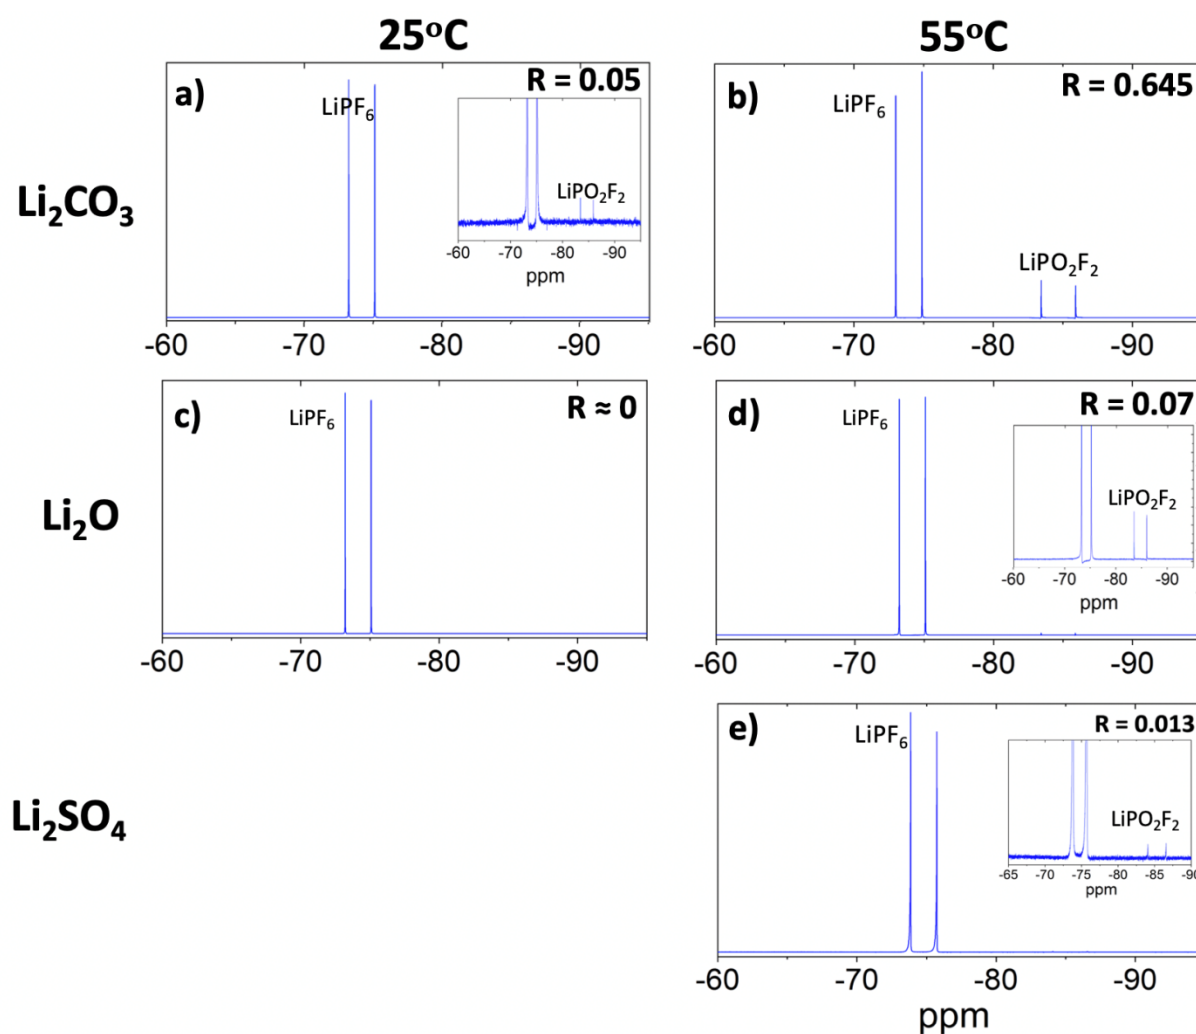 25°C
55°C
Li₂CO₃
a)
R = 0.05
LiPF₆
LiPO₂F₂
-60 -70 -80 -90
ppm
-60 -70 -80 -90
b)
R = 0.645
LiPF₆
LiPO₂F₂
-60 -70 -80 -90
Li₂O
c)
R ≈ 0
LiPF₆
-60 -70 -80 -90
d)
R = 0.07
LiPF₆
LiPO₂F₂
-60 -70 -80 -90
ppm
-60 -70 -80 -90
Li₂SO₄
e)
R = 0.013
LiPF₆
LiPO₂F₂
-65 -70 -75 -80 -85 -90
ppm
-60 -70 -80 -90
ppm